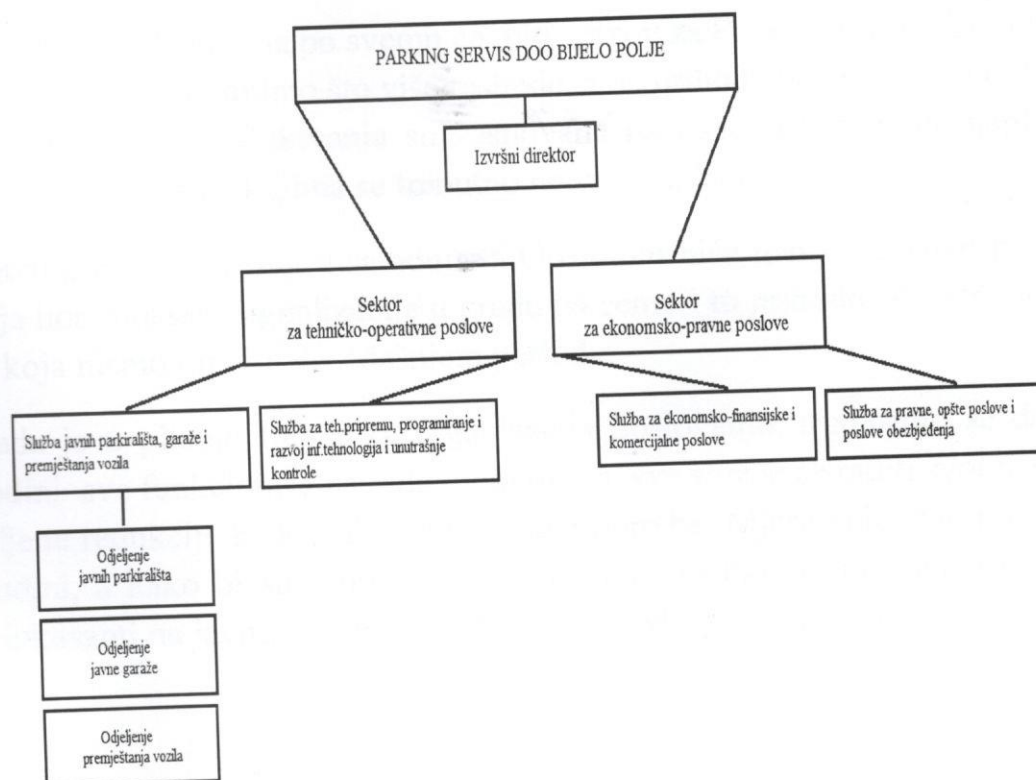 PARKING SERVIS DOO BIJELO POLJE
Izvršni direktor
Sektor
za tehničko-operativne poslove
Sektor
za ekonomsko-pravne poslove
Služba javnih parkirališta, garaže i
premještanja vozila
Služba za teh.pripremu, programiranje i
razvoj inf.tehnologija i unutrašnje
kontrole
Služba za ekonomsko-finansijske i
komercijalne poslove
Služba za pravne, opšte poslove i
poslove obezbjeđenja
Odjeljenje
javnih parkirališta
Odjeljenje
javne garaže
Odjeljenje
premještanja vozila